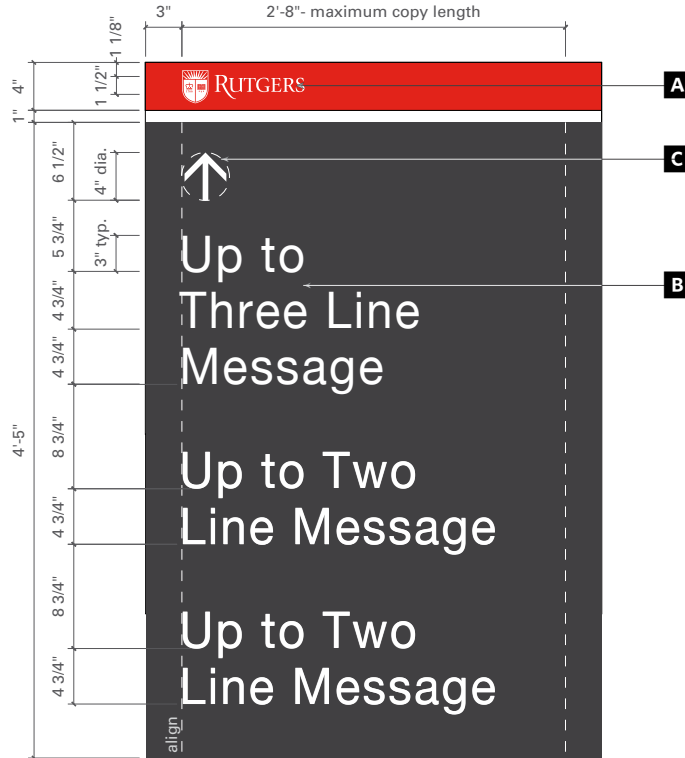 3"
2'-8"- maximum copy length
1 1/8"
4"
1 1/2"
1"
RUTGERS
A
6 1/2"
4" dia.
C
5 3/4"
3" typ.
Up to
B
4 3/4"
Three Line
4 3/4"
Message
4'-5"
8 3/4"
Up to Two
4 3/4"
Line Message
8 3/4"
Up to Two
4 3/4"
Line Message
align